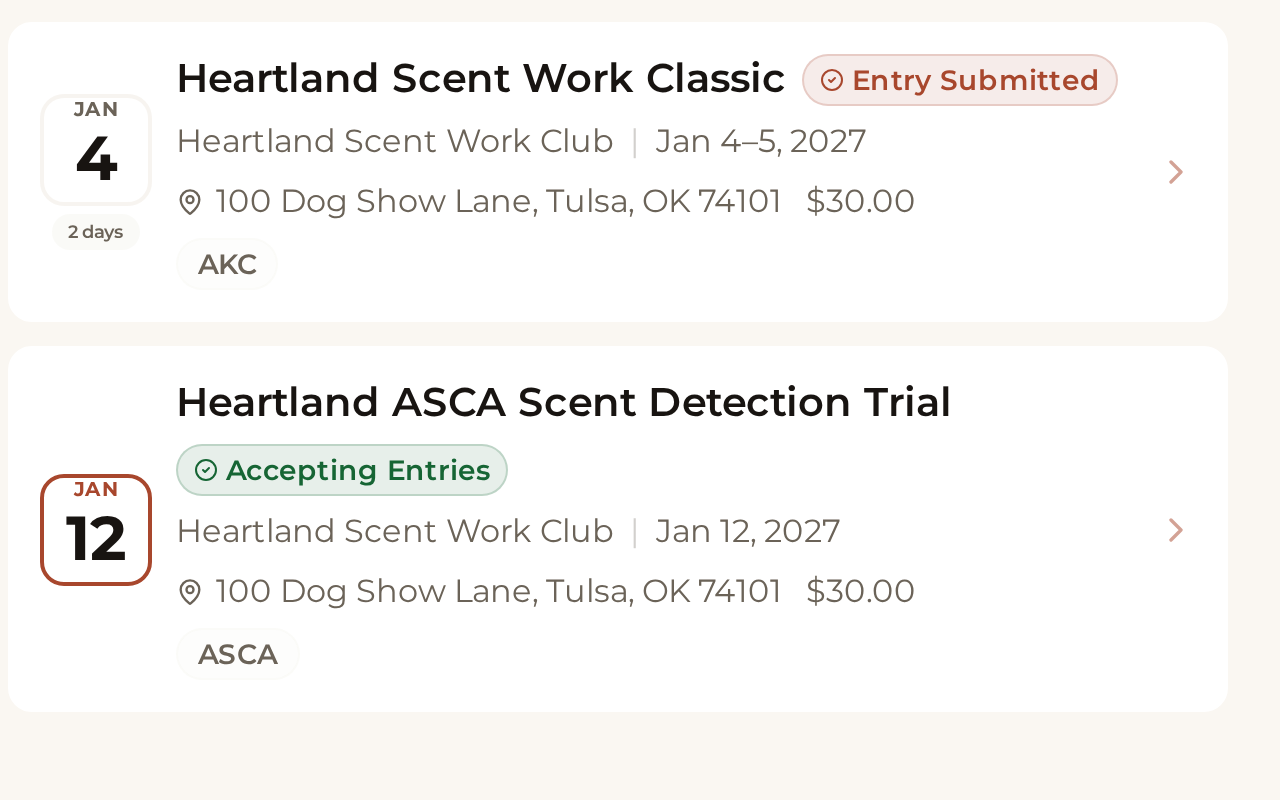 JAN
4
2 days
Heartland Scent Work Classic
Entry Submitted
Heartland Scent Work Club | Jan 4–5, 2027
100 Dog Show Lane, Tulsa, OK 74101 $30.00
AKC
JAN
12
Heartland ASCA Scent Detection Trial
Accepting Entries
Heartland Scent Work Club | Jan 12, 2027
100 Dog Show Lane, Tulsa, OK 74101 $30.00
ASCA